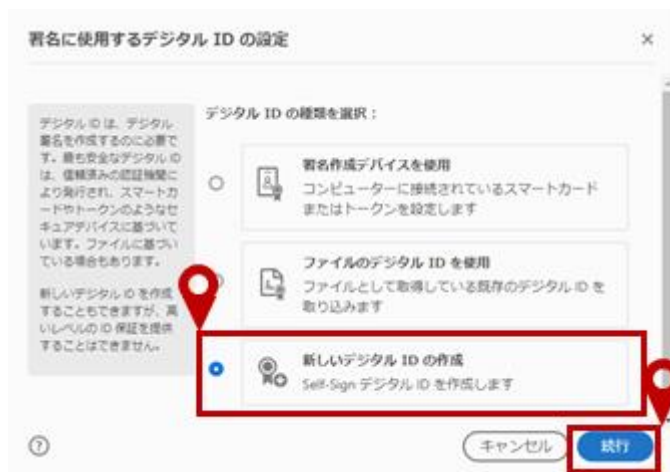 署名に使用するデジタル ID の設定
×
デジタル ID の種類を選択：
デジタル ID は、デジタル
署名を作成するのに必要で
す。最も安全なデジタル ID
は、信頼済みの認証機関に
より発行され、スマートカ
ードやトークンのようなセ
キュアデバイスに基づいて
います。ファイルに基づい
ている場合もあります。
新しいデジタル ID を作成
することもできますが、高
いレベルの ID 保証を提供
することはできません。
署名作成デバイスを使用
コンピューターに接続されているスマートカード
またはトークンを設定します
ファイルのデジタル ID を使用
ファイルとして取得している既存のデジタル ID を
取り込みます
新しいデジタル ID の作成
Self-Sign デジタル ID を作成します
?
キャンセル
続行